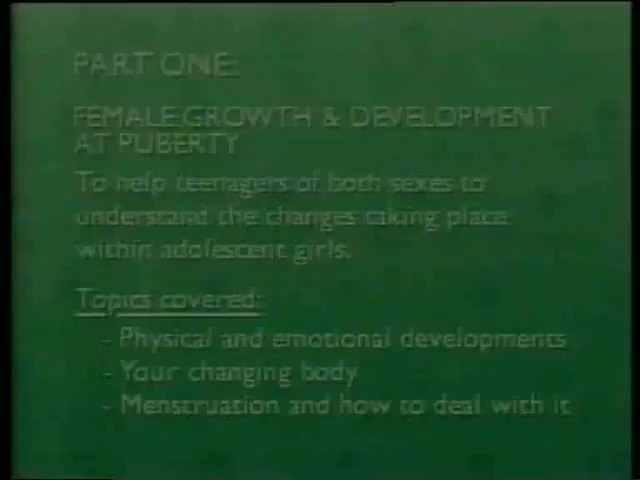 PART ONE:
FEMALE GROWTH & DEVELOPMENT
AT PUBERTY
To help teenagers of both sexes to
understand the changes taking place
within adolescent girls.
Topics covered:
- Physical and emotional developments
- Your changing body
- Menstruation and how to deal with it